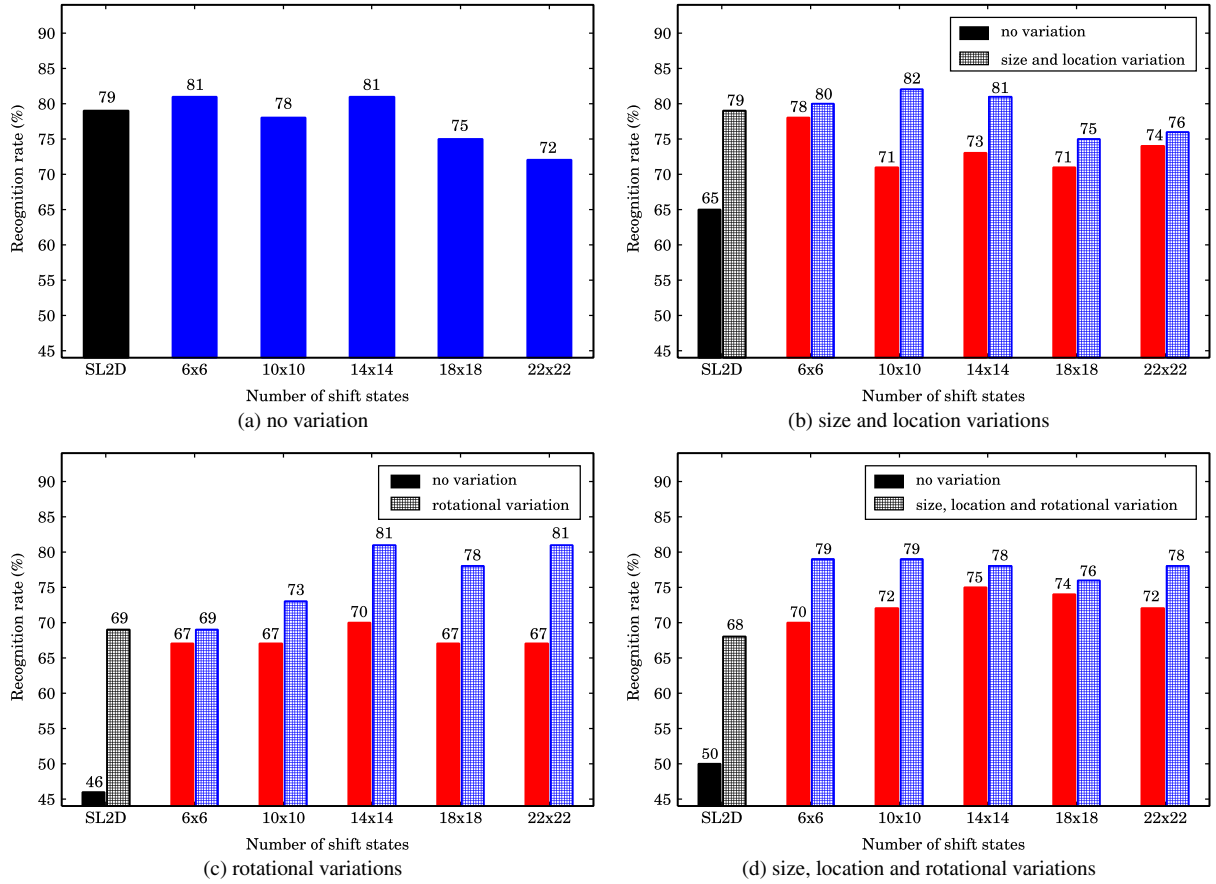 90
85
80
75
70
65
60
55
50
45
Recognition rate (%)
79
81
78
81
75
72
SL2D 6x6 10x10 14x14 18x18 22x22
Number of shift states
(a) no variation
90
85
80
75
70
65
60
55
50
45
Recognition rate (%)
no variation
size and location variation
65 79
78 80
71 82
73 81
71 75
74 76
SL2D 6x6 10x10 14x14 18x18 22x22
Number of shift states
(b) size and location variations
90
85
80
75
70
65
60
55
50
45
Recognition rate (%)
no variation
rotational variation
46 69
67 69
67 73
70 81
67 78
67 81
SL2D 6x6 10x10 14x14 18x18 22x22
Number of shift states
(c) rotational variations
90
85
80
75
70
65
60
55
50
45
Recognition rate (%)
no variation
size, location and rotational variation
50 68
70 79
72 79
75 78
74 76
72 78
SL2D 6x6 10x10 14x14 18x18 22x22
Number of shift states
(d) size, location and rotational variations